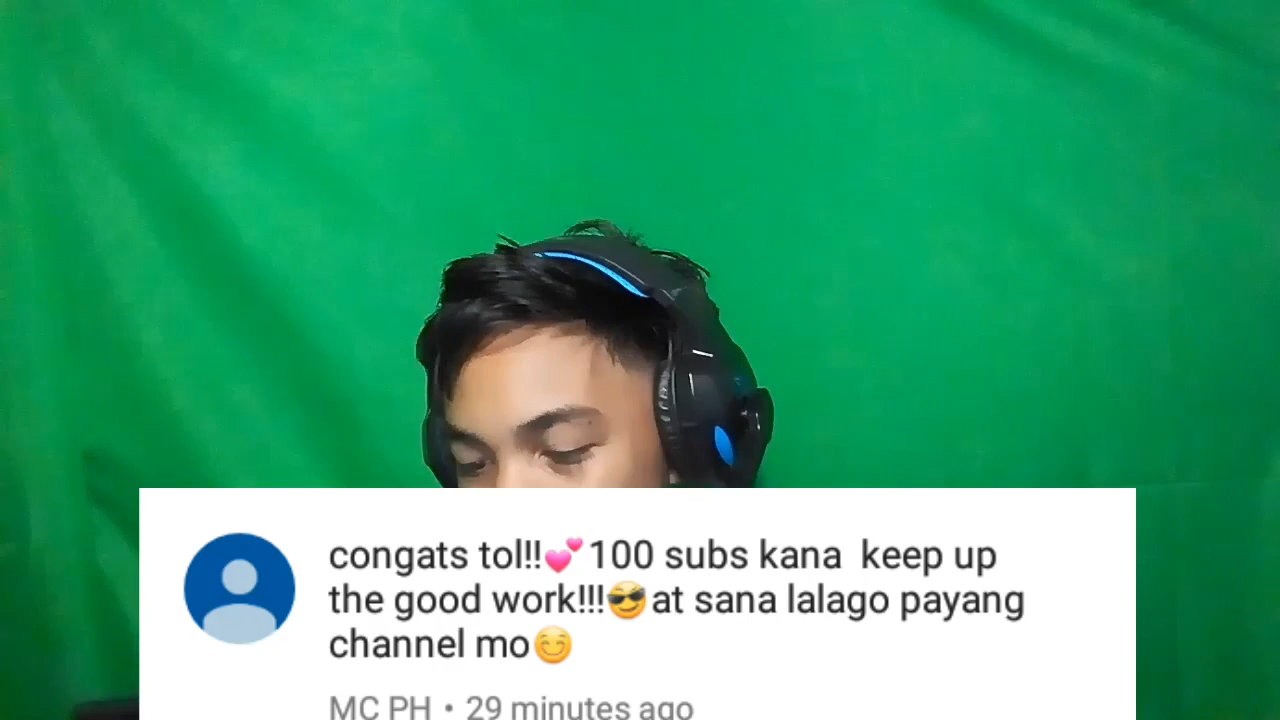 congats tol!!💕100 subs kana keep up
the good work!!!😎at sana lalago payang
channel mo😊
MC PH • 29 minutes ago